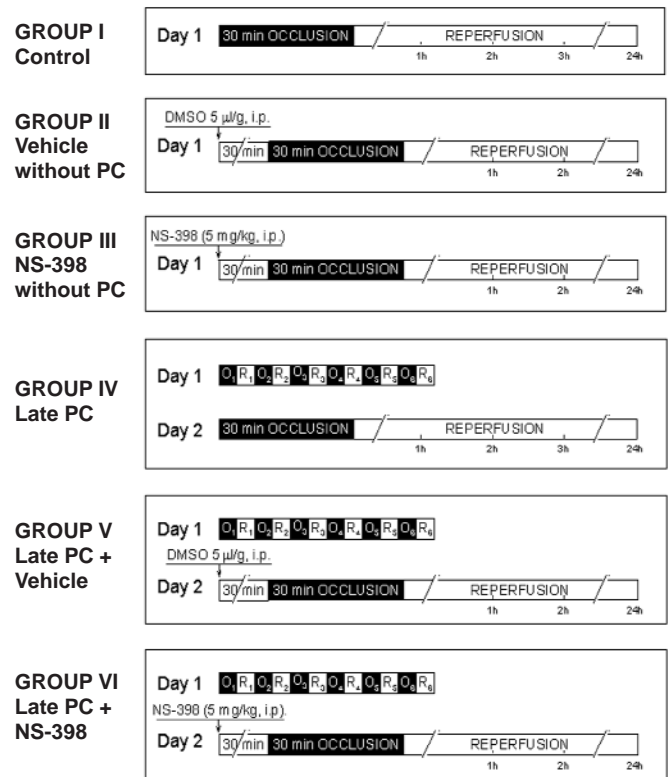 GROUP I
Control
Day 1 30 min OCCLUSION REPERFUSION
1h 2h 3h 24h
GROUP II
Vehicle
without PC
DMSO 5 µl/g, i.p.
Day 1 30 min 30 min OCCLUSION REPERFUSION
1h 2h 24h
GROUP III
NS-398
without PC
NS-398 (5 mg/kg, i.p.)
Day 1 30 min 30 min OCCLUSION REPERFUSION
1h 2h 24h
GROUP IV
Late PC
Day 1 O₁ R₁ O₂ R₂ O₃ R₃ O₄ R₄ O₅ R₅ O₆ R₆
Day 2 30 min OCCLUSION REPERFUSION
1h 2h 3h 24h
GROUP V
Late PC +
Vehicle
Day 1 O₁ R₁ O₂ R₂ O₃ R₃ O₄ R₄ O₅ R₅ O₆ R₆
DMSO 5 µl/g, i.p.
Day 2 30 min 30 min OCCLUSION REPERFUSION
1h 2h 24h
GROUP VI
Late PC +
NS-398
Day 1 O₁ R₁ O₂ R₂ O₃ R₃ O₄ R₄ O₅ R₅ O₆ R₆
NS-398 (5 mg/kg, i.p).
Day 2 30 min 30 min OCCLUSION REPERFUSION
1h 2h 24h